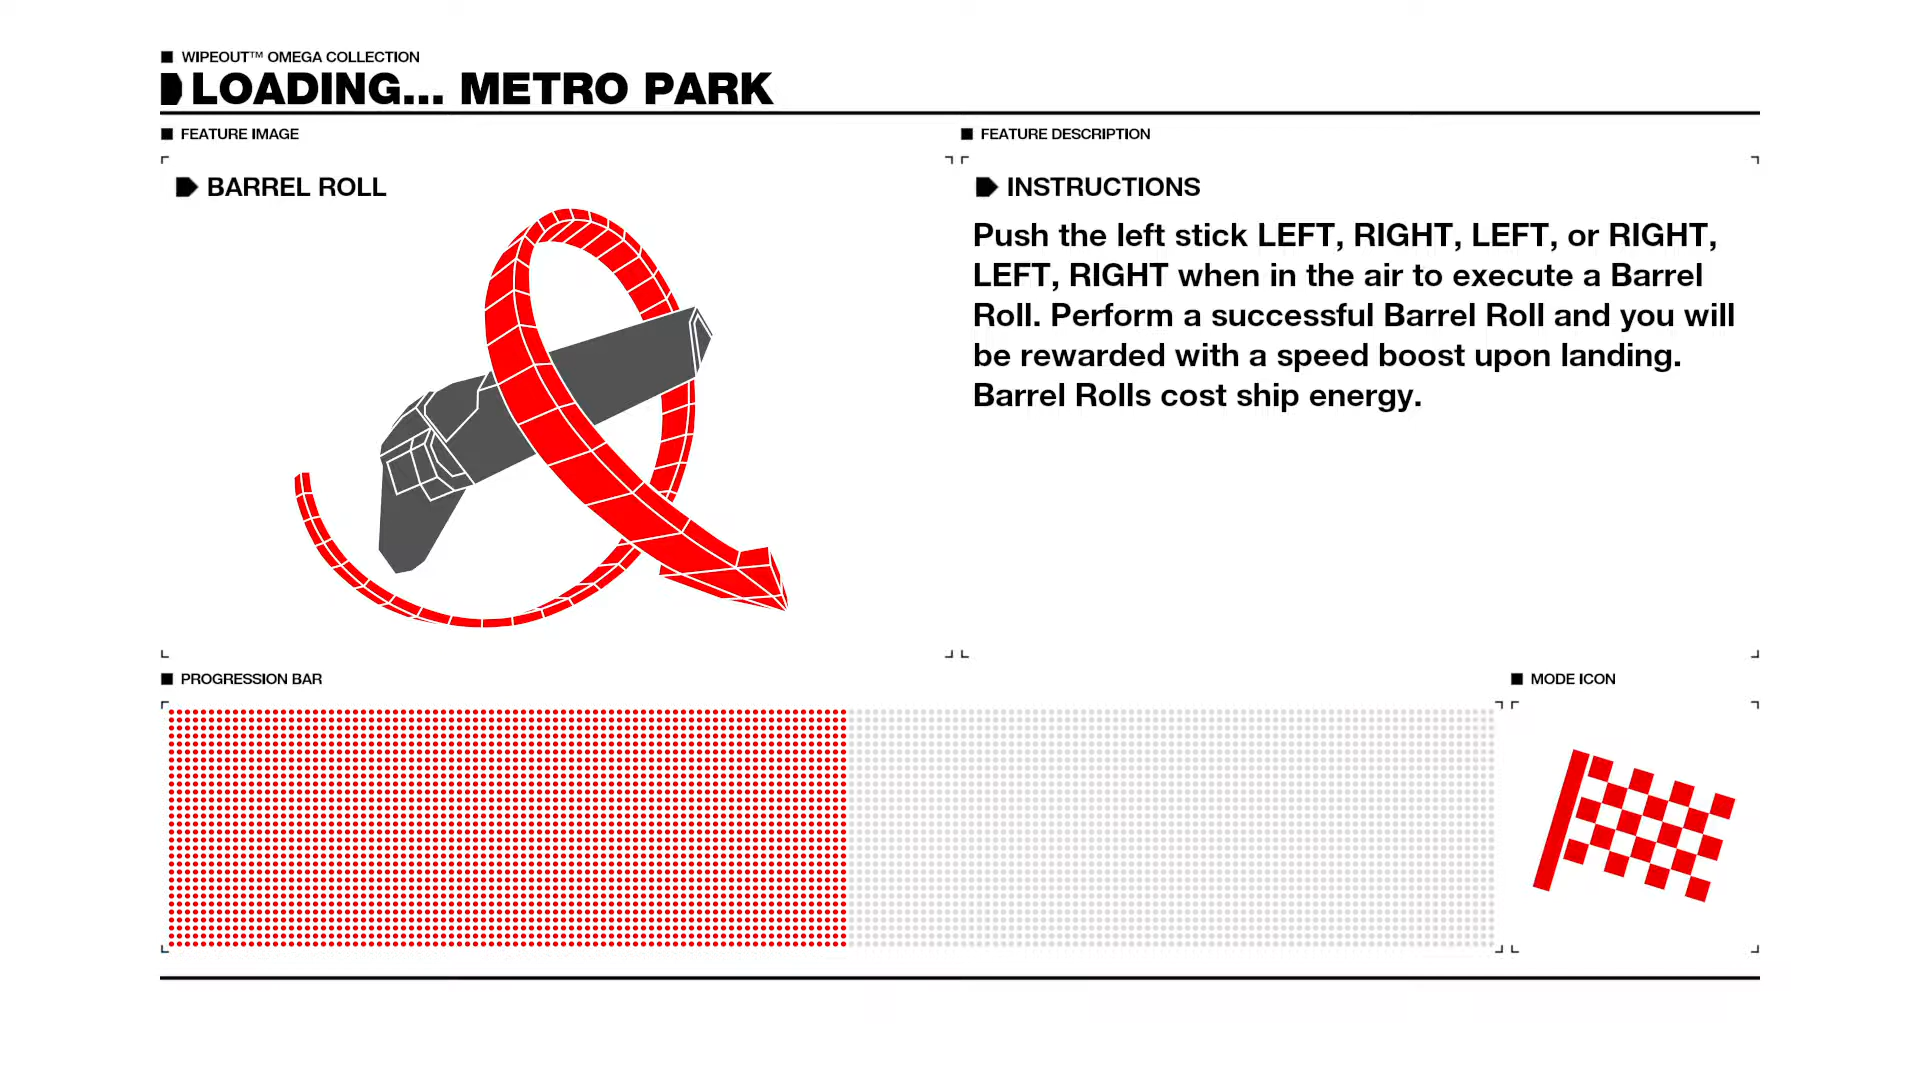 WIPEOUT™ OMEGA COLLECTION
LOADING... METRO PARK
FEATURE IMAGE
BARREL ROLL
FEATURE DESCRIPTION
INSTRUCTIONS
Push the left stick LEFT, RIGHT, LEFT, or RIGHT,
LEFT, RIGHT when in the air to execute a Barrel
Roll. Perform a successful Barrel Roll and you will
be rewarded with a speed boost upon landing.
Barrel Rolls cost ship energy.
PROGRESSION BAR
MODE ICON